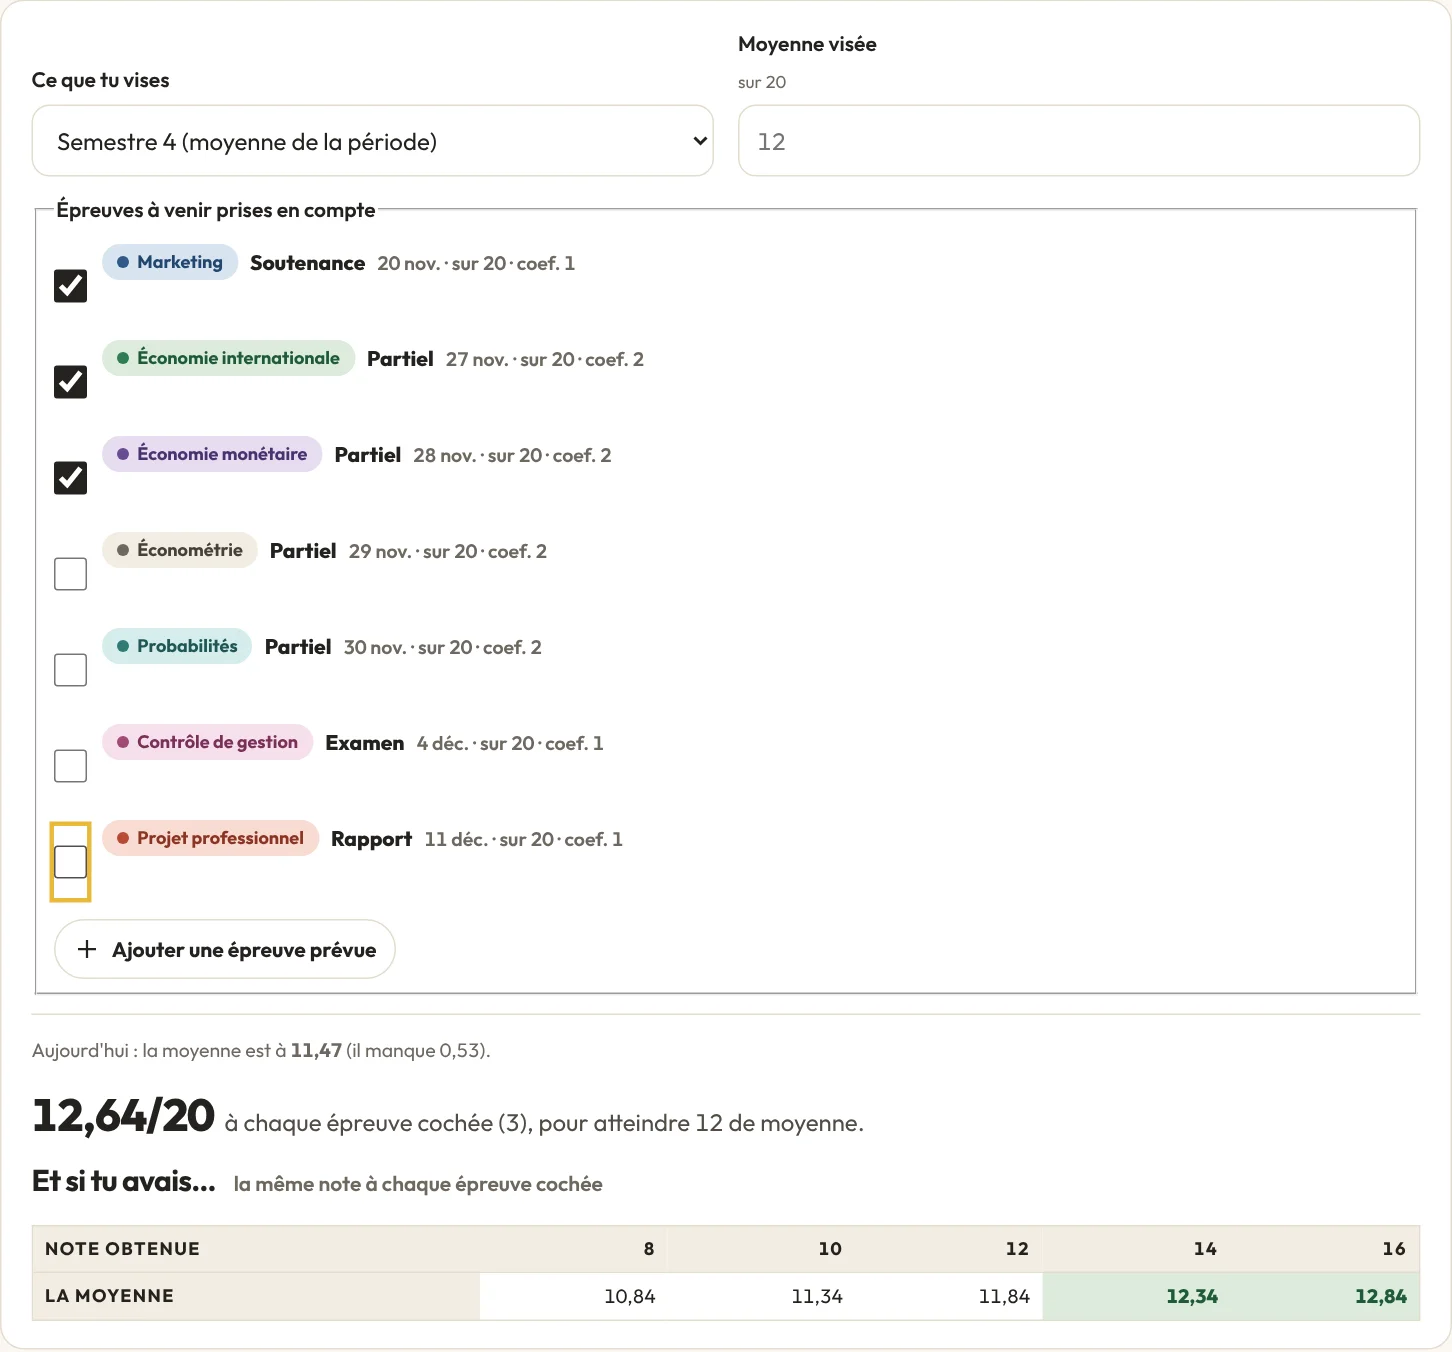 Ce que tu vises
Moyenne visée
sur 20
Semestre 4 (moyenne de la période)
12
Épreuves à venir prises en compte
Marketing Soutenance 20 nov. · sur 20 · coef. 1
Économie internationale Partiel 27 nov. · sur 20 · coef. 2
Économie monétaire Partiel 28 nov. · sur 20 · coef. 2
Économétrie Partiel 29 nov. · sur 20 · coef. 2
Probabilités Partiel 30 nov. · sur 20 · coef. 2
Contrôle de gestion Examen 4 déc. · sur 20 · coef. 1
Projet professionnel Rapport 11 déc. · sur 20 · coef. 1
+ Ajouter une épreuve prévue
Aujourd'hui : la moyenne est à 11,47 (il manque 0,53).
12,64/20 à chaque épreuve cochée (3), pour atteindre 12 de moyenne.
Et si tu avais... la même note à chaque épreuve cochée
NOTE OBTENUE 8 10 12 14 16
LA MOYENNE 10,84 11,34 11,84 12,34 12,84